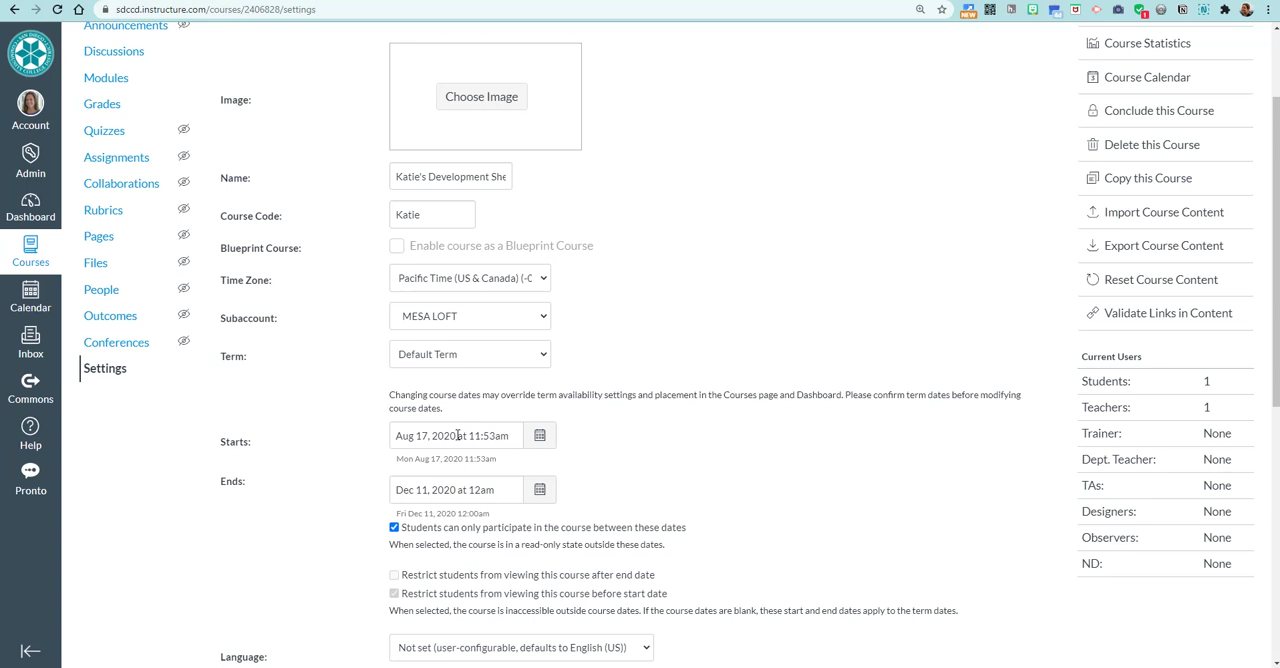 sdccd.instructure.com/courses/2406828/settings
NEW
1
Account
Admin
Dashboard
Courses
Calendar
Inbox
Commons
Help
Pronto
Announcements
Discussions
Modules
Grades
Quizzes
Assignments
Collaborations
Rubrics
Pages
Files
People
Outcomes
Conferences
Settings
Image:
Choose Image
Name:
Katie's Development She
Course Code:
Katie
Blueprint Course:
Enable course as a Blueprint Course
Time Zone:
Pacific Time (US & Canada) (-0
Subaccount:
MESA LOFT
Term:
Default Term
Changing course dates may override term availability settings and placement in the Courses page and Dashboard. Please confirm term dates before modifying
course dates.
Starts:
Aug 17, 2020 at 11:53am
Mon Aug 17, 2020 11:53am
Ends:
Dec 11, 2020 at 12am
Fri Dec 11, 2020 12:00am
Students can only participate in the course between these dates
When selected, the course is in a read-only state outside these dates.
Restrict students from viewing this course after end date
Restrict students from viewing this course before start date
When selected, the course is inaccessible outside course dates. If the course dates are blank, these start and end dates apply to the term dates.
Language:
Not set (user-configurable, defaults to English (US))
Course Statistics
Course Calendar
Conclude this Course
Delete this Course
Copy this Course
Import Course Content
Export Course Content
Reset Course Content
Validate Links in Content
Current Users
Students: 1
Teachers: 1
Trainer: None
Dept. Teacher: None
TAs: None
Designers: None
Observers: None
ND: None